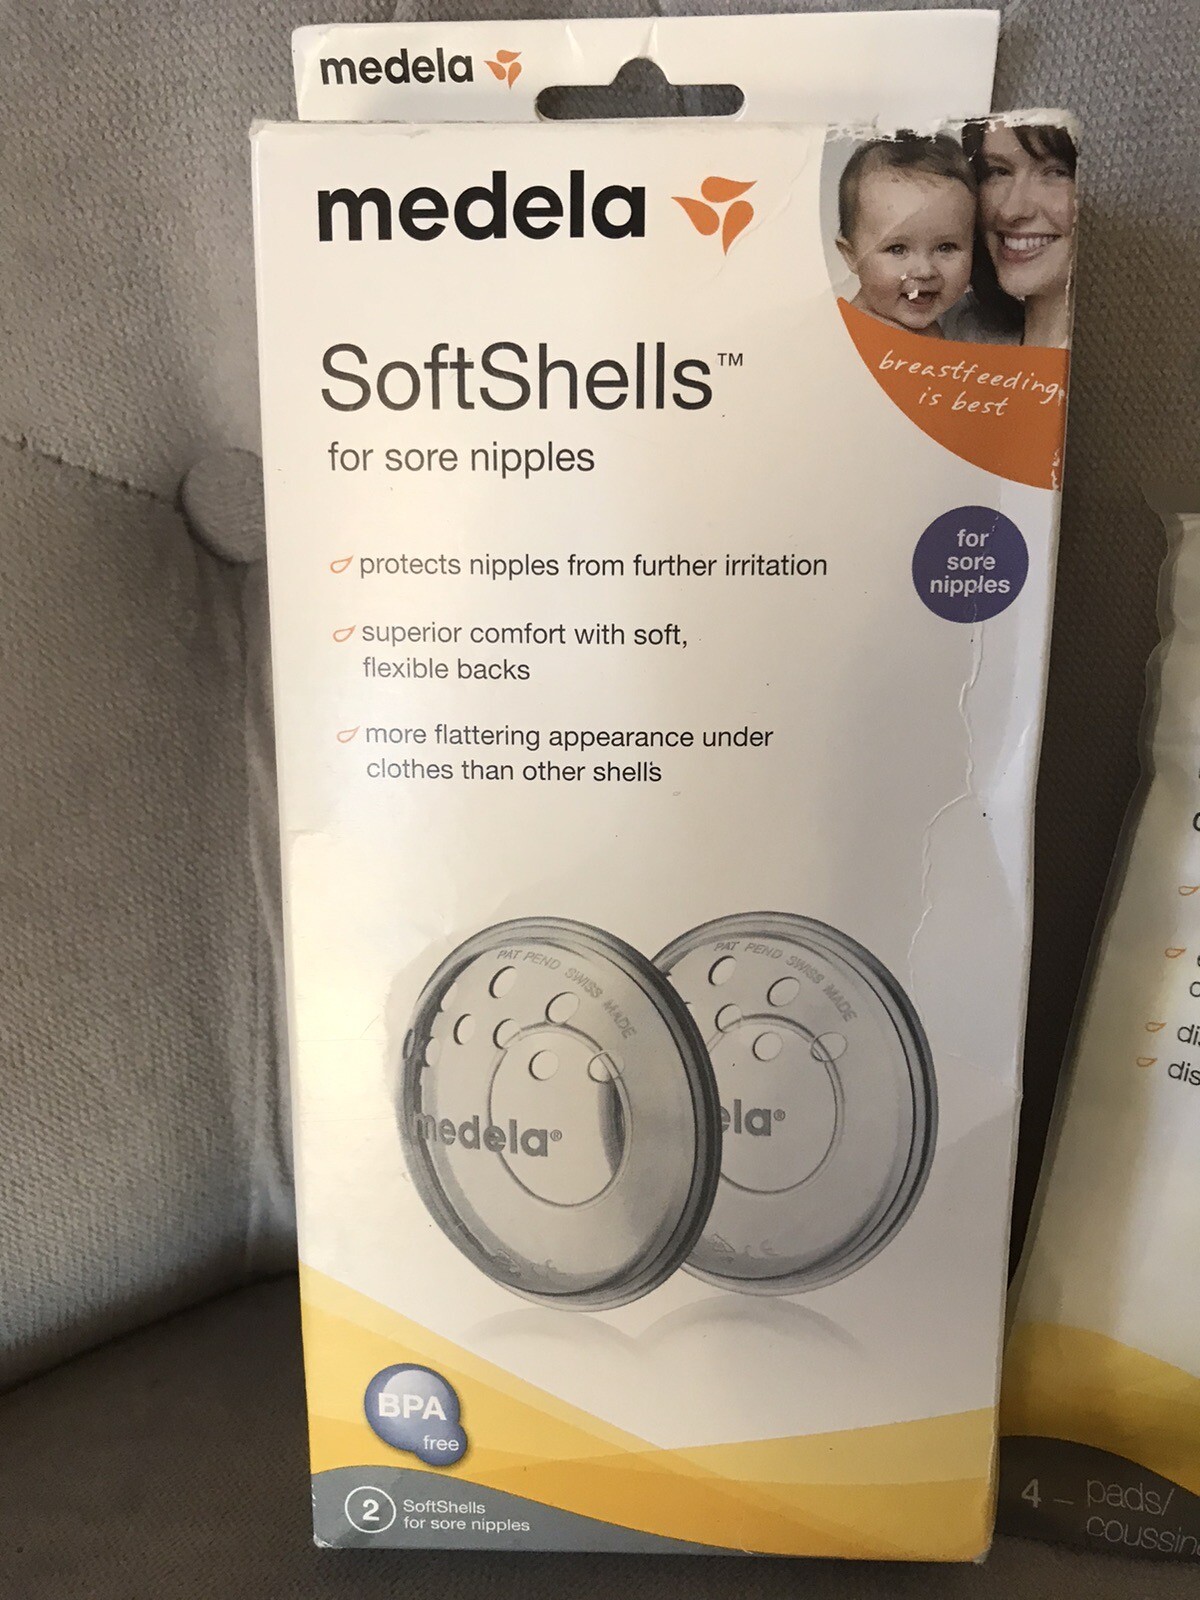 medela
medela
SoftShells™
for sore nipples
breastfeeding
is best
for
sore
nipples
protects nipples from further irritation
superior comfort with soft,
flexible backs
more flattering appearance under
clothes than other shells
PAT PEND SWISS MADE
medela®
PAT PEND SWISS MADE
ela®
BPA
free
2
SoftShells
for sore nipples
4 – pads/